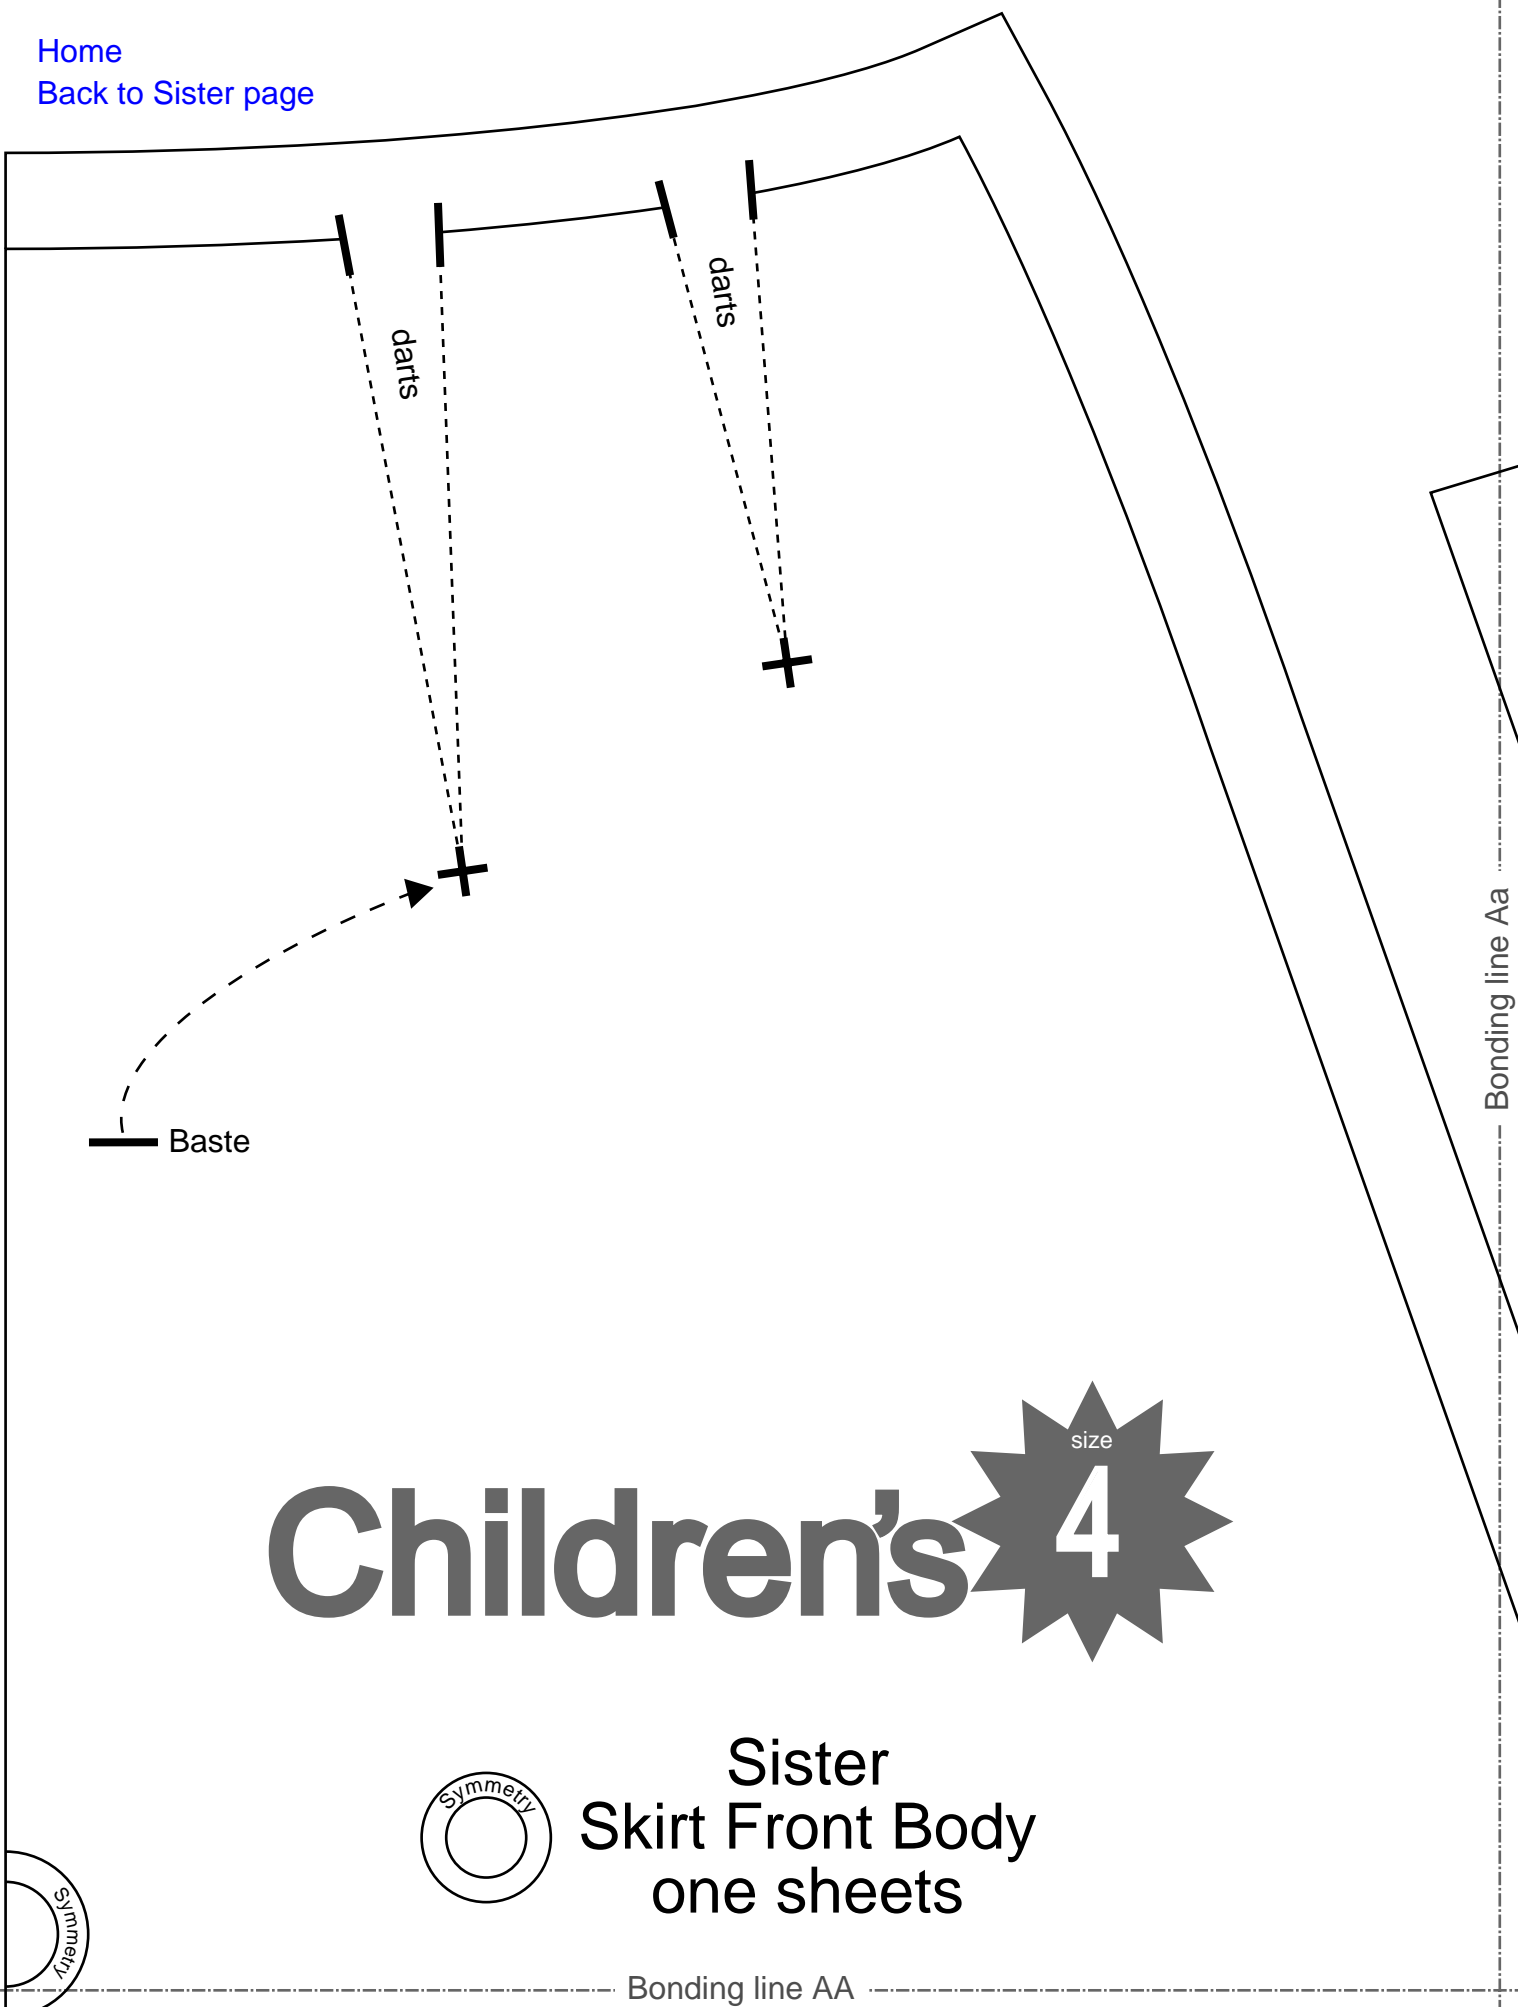 Home
Back to Sister page
darts
darts
Bonding line Aa
Baste
size
4
Children's
Symmetry
Sister
Skirt Front Body
one sheets
Symmetry
Bonding line AA